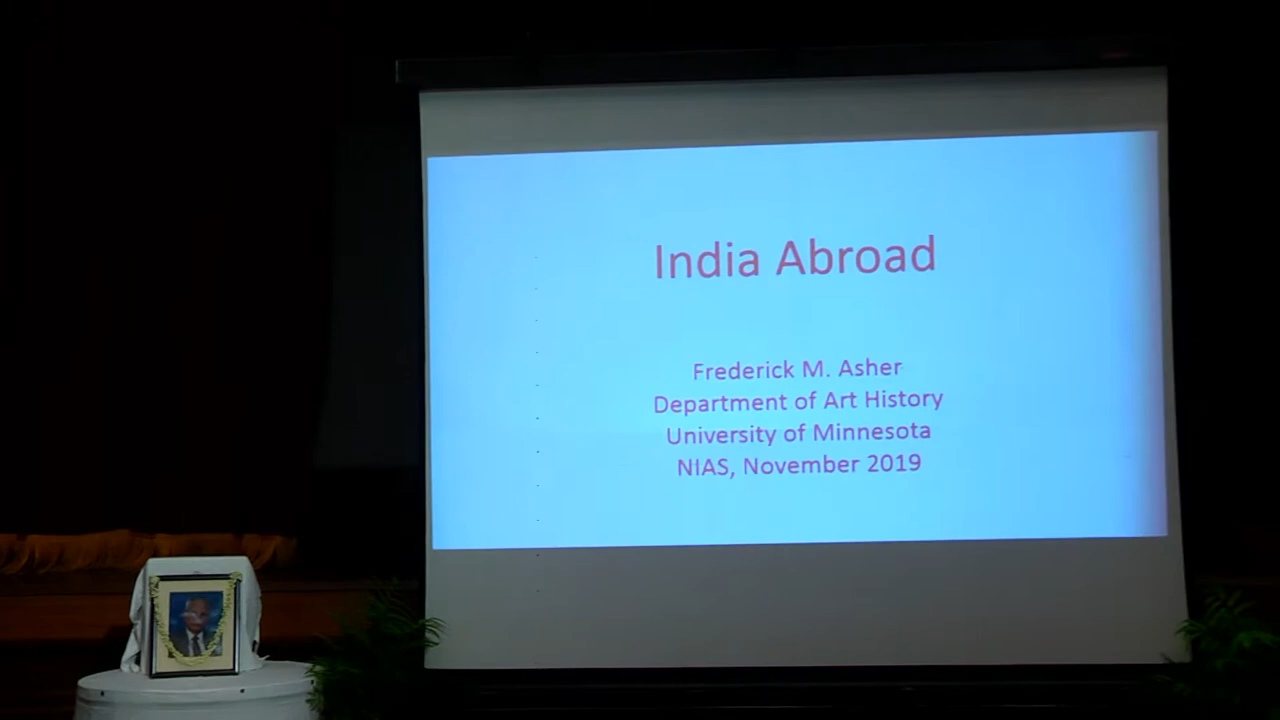 India Abroad
Frederick M. Asher
Department of Art History
University of Minnesota
NIAS, November 2019